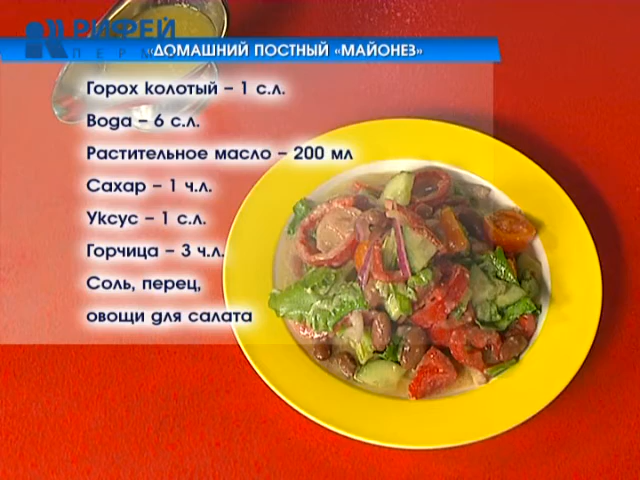 РИФЕЙ
ПЕРМЬ
«ДОМАШНИЙ ПОСТНЫЙ «МАЙОНЕЗ»
Горох колотый – 1 с.л.
Вода – 6 с.л.
Растительное масло – 200 мл
Сахар – 1 ч.л.
Уксус – 1 с.л.
Горчица – 3 ч.л.
Соль, перец,
овощи для салата